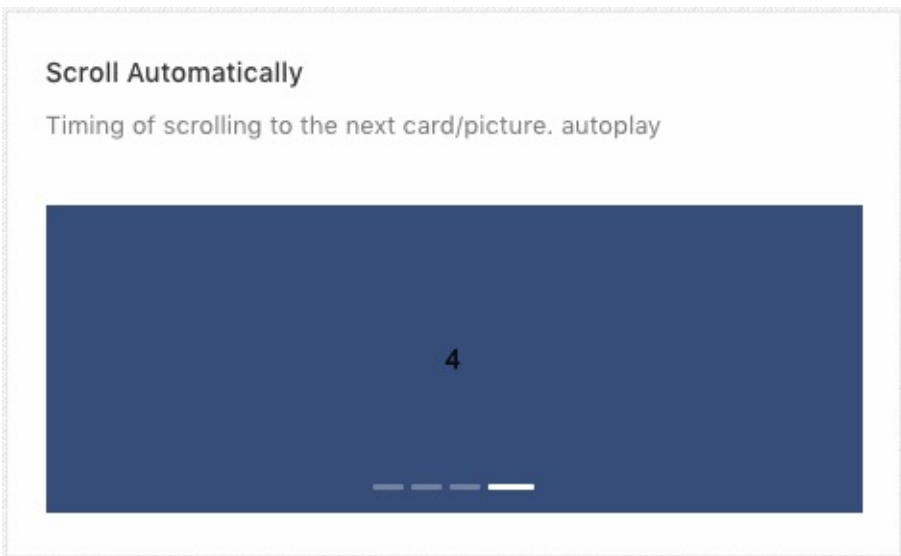 Scroll Automatically
Timing of scrolling to the next card/picture. autoplay
4